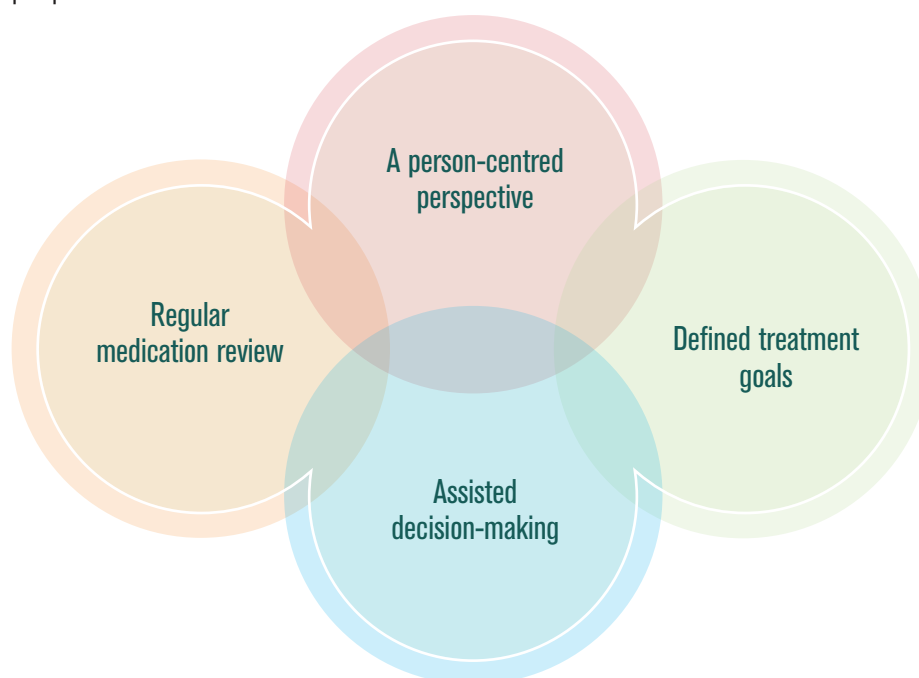 A person-centred
perspective
Regular
medication review
Defined treatment
goals
Assisted
decision-making